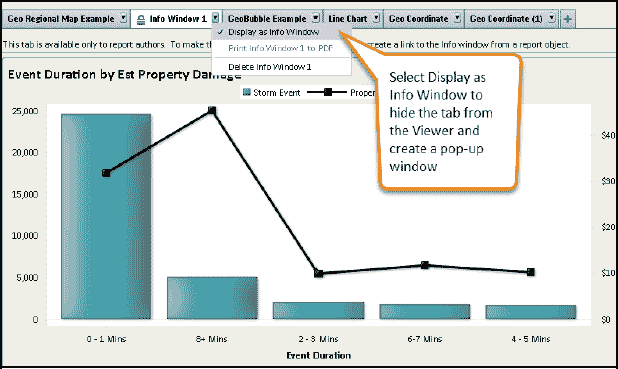 Geo Regional Map Example Info Window 1 GeoBubble Example Line Chart Geo Coordinate Geo Coordinate (1)
Display as Info Window
Print Info Window 1 to PDF
Delete Info Window 1
This tab is available only to report authors. To make th create a link to the Info window from a report object.
Select Display as
Info Window to
hide the tab from
the Viewer and
create a pop-up
window
Event Duration by Est Property Damage
Storm Event Proper
25,000
20,000
15,000
10,000
5,000
0
$40
$30
$20
$10
$0
0 - 1 Mins 8+ Mins 2 - 3 Mins 6-7 Mins 4 - 5 Mins
Event Duration